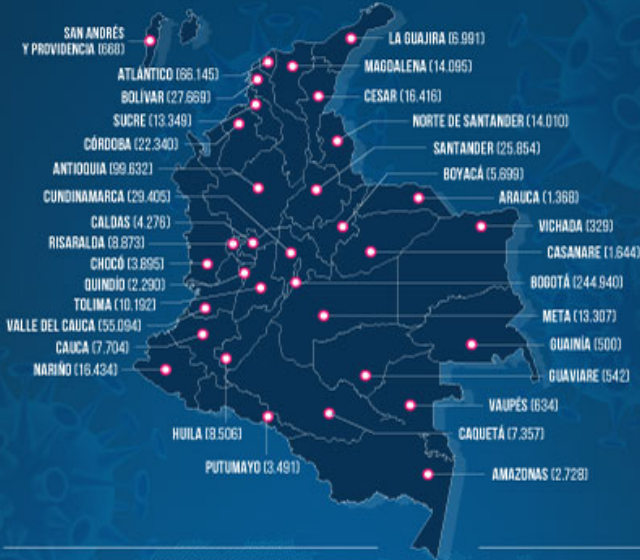 SAN ANDRÉS
Y PROVIDENCIA (668)
ATLÁNTICO (66.145)
BOLÍVAR (27.669)
SUCRE (13.349)
CÓRDOBA (22.340)
ANTIOQUIA (99.632)
CUNDINAMARCA (29.405)
CALDAS (4.276)
RISARALDA (8.873)
CHOCÓ (3.895)
QUINDÍO (2.290)
TOLIMA (10.192)
VALLE DEL CAUCA (55.094)
CAUCA (7.704)
NARIÑO (16.434)
HUILA (8.506)
PUTUMAYO (3.491)
LA GUAJIRA (6.991)
MAGDALENA (14.095)
CESAR (16.416)
NORTE DE SANTANDER (14.010)
SANTANDER (25.854)
BOYACÁ (5.699)
ARAUCA (1.368)
VICHADA (329)
CASANARE (1.644)
BOGOTÁ (244.940)
META (13.307)
GUAINÍA (500)
GUAVIARE (542)
VAUPÉS (634)
CAQUETÁ (7.357)
AMAZONAS (2.728)